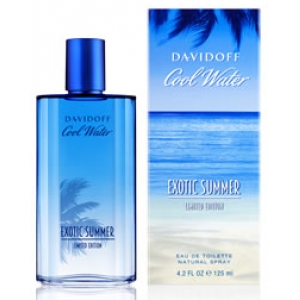 DAVIDOFF
Cool Water
EXOTIC SUMMER
LIMITED EDITION
DAVIDOFF
Cool Water
EXOTIC SUMMER
LIMITED EDITION
EAU DE TOILETTE
NATURAL SPRAY
4.2 FL OZ ℮ 125 ml